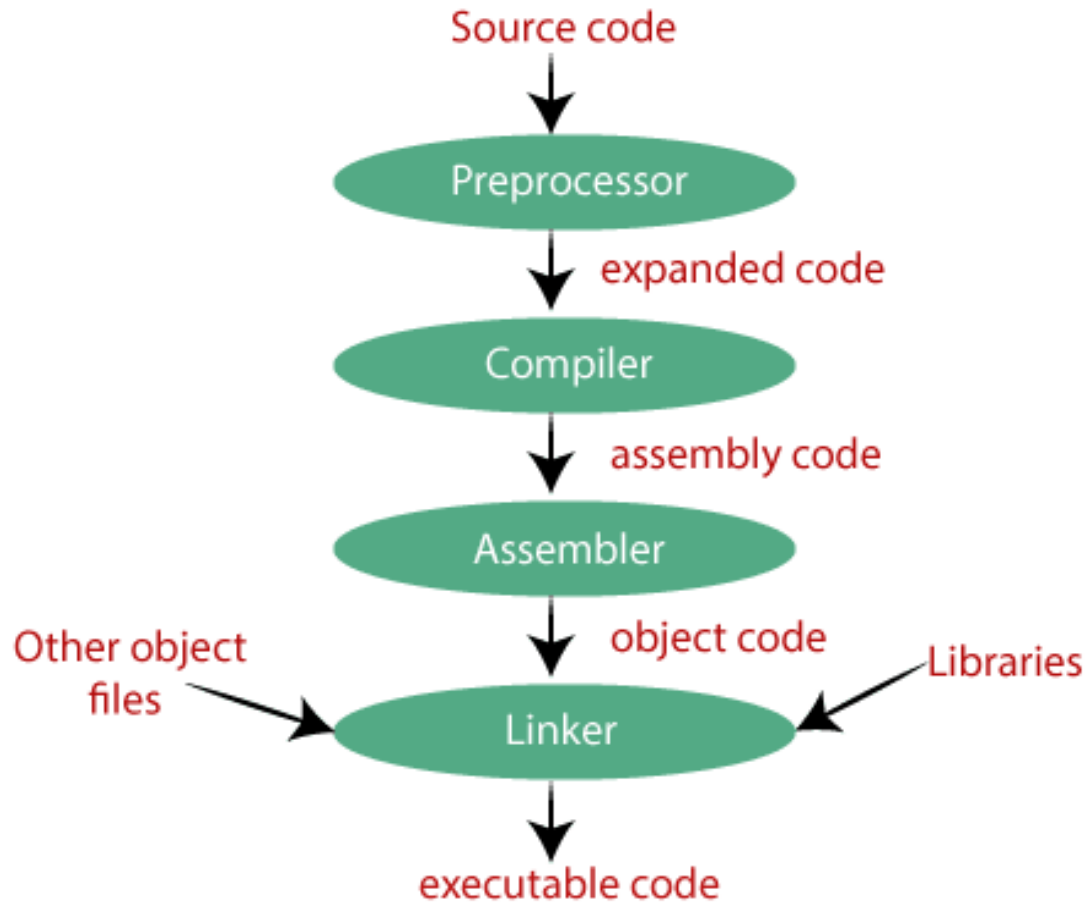 Source code
Preprocessor
expanded code
Compiler
assembly code
Assembler
object code
Other object
files
Libraries
Linker
executable code